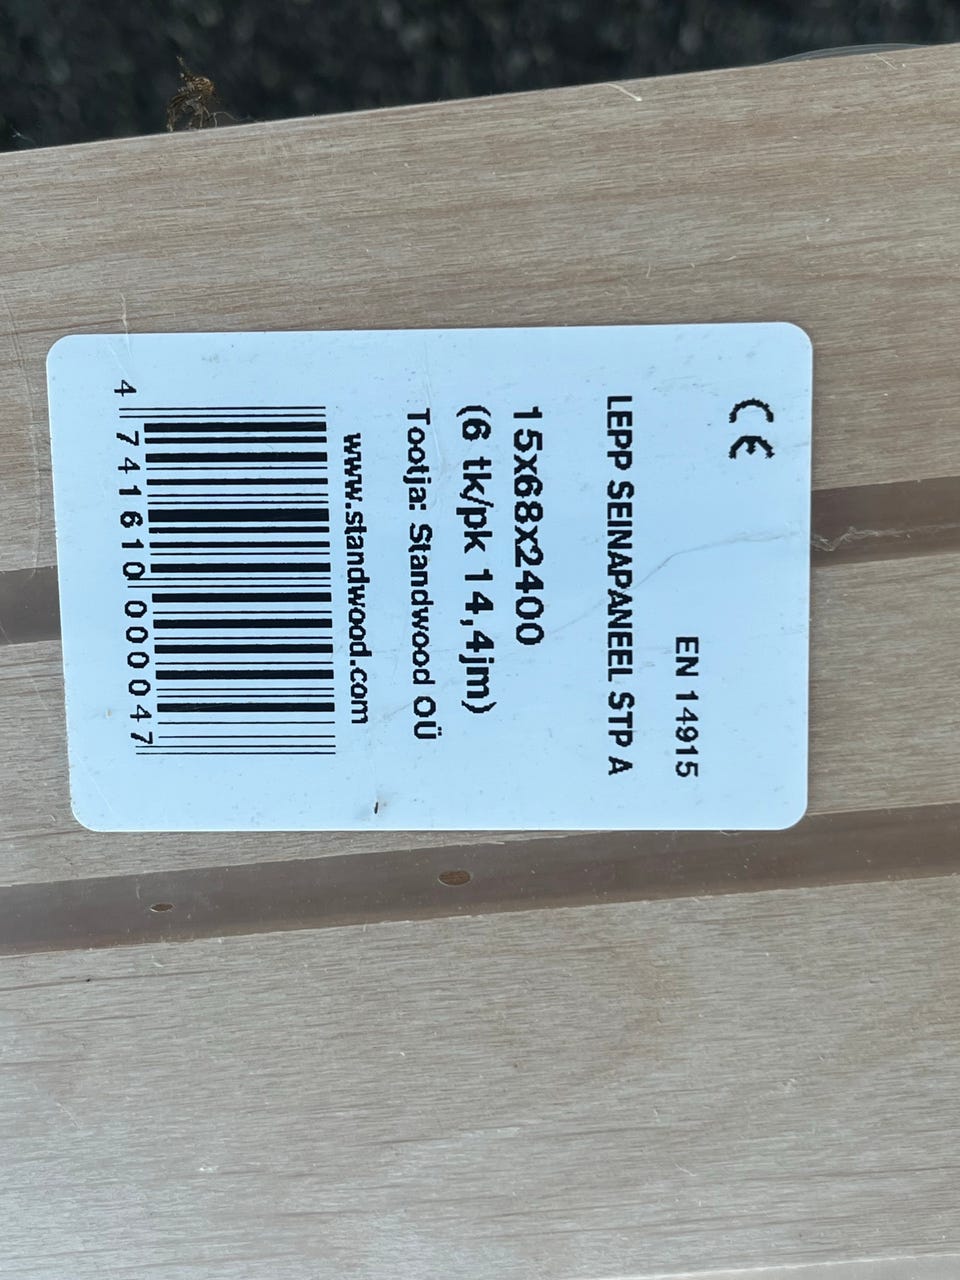 CE
EN 14915
LEPP SEINAPANEEL STP A
15x68x2400
(6 tk/pk 14,4jm)
Tootja: Standwood OÜ
www.standwood.com
4 741610 000047